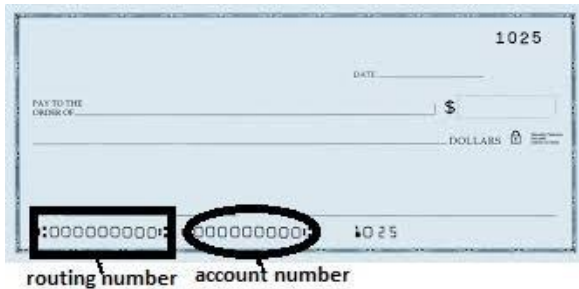 1025
DATE
PAY TO THE
ORDER OF $
DOLLARS
⑆000000000⑆ 000000000⑈ 1025
routing number account number